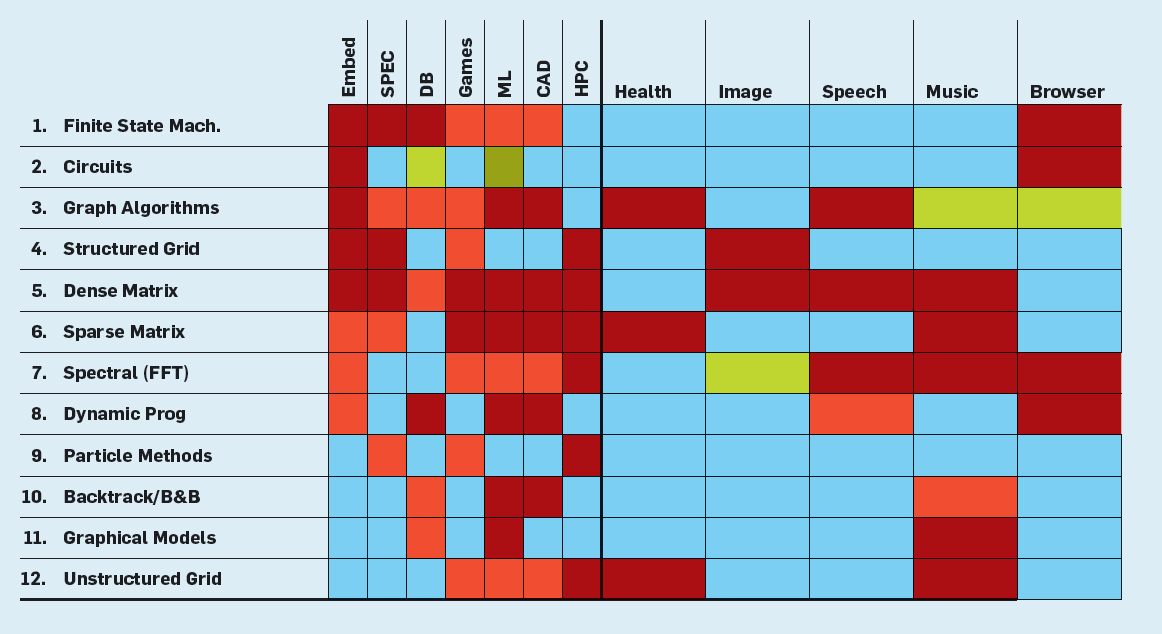 Embed SPEC DB Games ML CAD HPC Health Image Speech Music Browser
1. Finite State Mach.
2. Circuits
3. Graph Algorithms
4. Structured Grid
5. Dense Matrix
6. Sparse Matrix
7. Spectral (FFT)
8. Dynamic Prog
9. Particle Methods
10. Backtrack/B&B
11. Graphical Models
12. Unstructured Grid